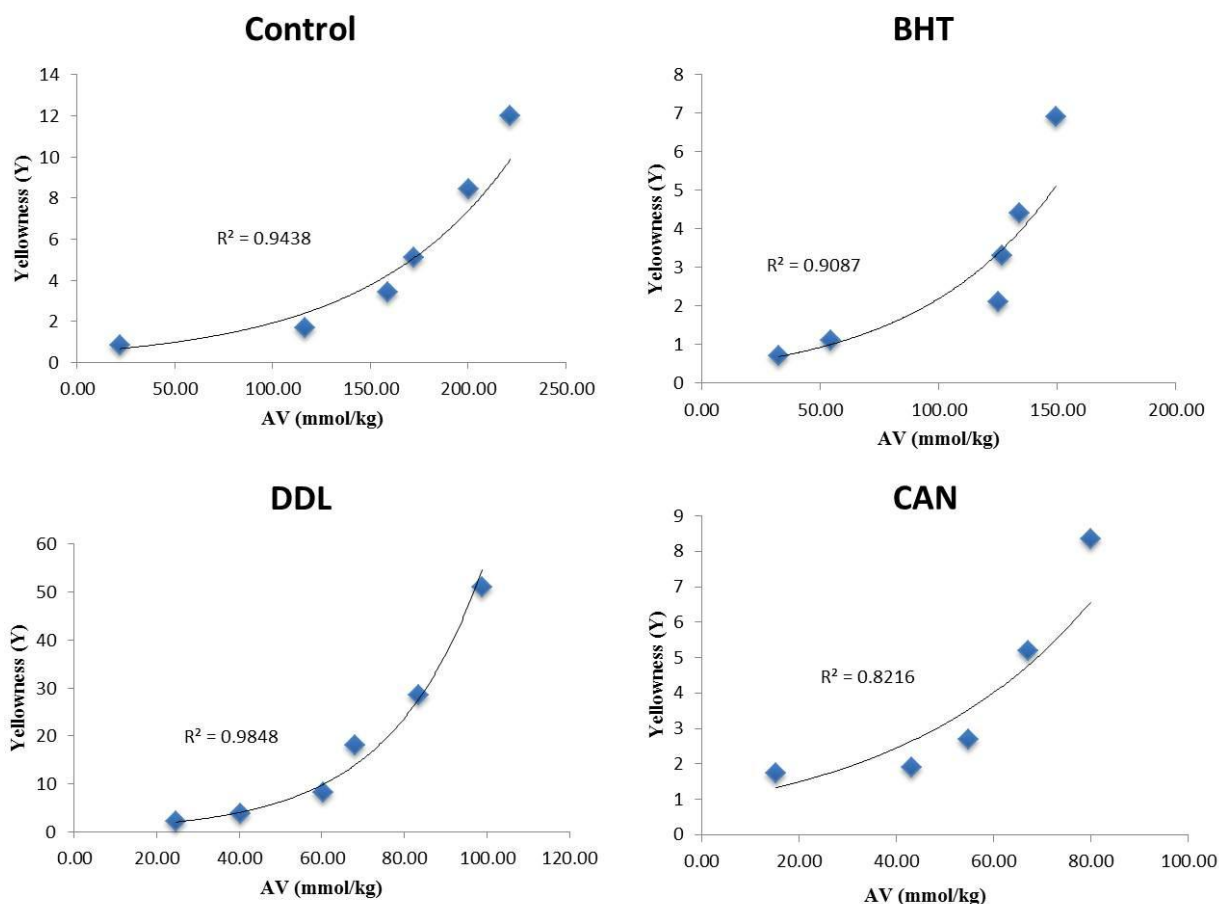 Control
14
12
10
8
6
4
2
0
Yellowness (Y)
R² = 0.9438
0.00 50.00 100.00 150.00 200.00 250.00
AV (mmol/kg)
BHT
8
7
6
5
4
3
2
1
0
Yeloowness (Y)
R² = 0.9087
0.00 50.00 100.00 150.00 200.00
AV (mmol/kg)
DDL
60
50
40
30
20
10
0
Yellowness (Y)
R² = 0.9848
0.00 20.00 40.00 60.00 80.00 100.00 120.00
AV (mmol/kg)
CAN
9
8
7
6
5
4
3
2
1
0
Yellowness (Y)
R² = 0.8216
0.00 20.00 40.00 60.00 80.00 100.00
AV (mmol/kg)